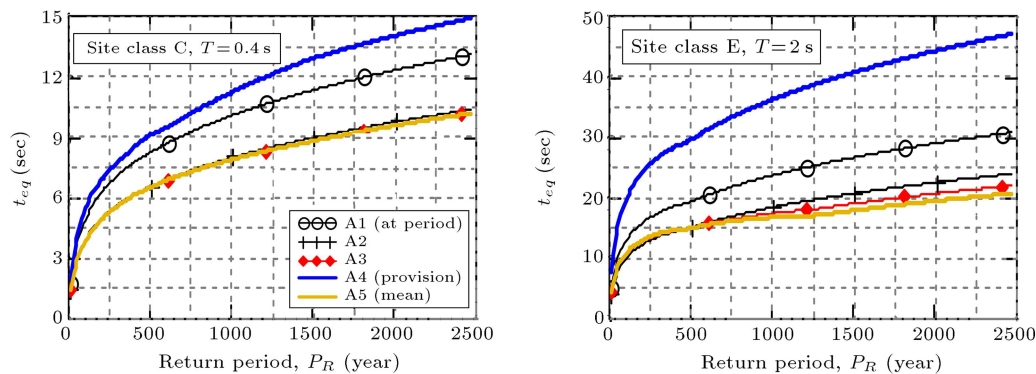 15
12
9
6
3
0
t_eq (sec)
Site class C, T=0.4 s
A1 (at period)
A2
A3
A4 (provision)
A5 (mean)
0 500 1000 1500 2000 2500
Return period, P_R (year)
50
40
30
20
10
0
t_eq (sec)
Site class E, T=2 s
0 500 1000 1500 2000 2500
Return period, P_R (year)